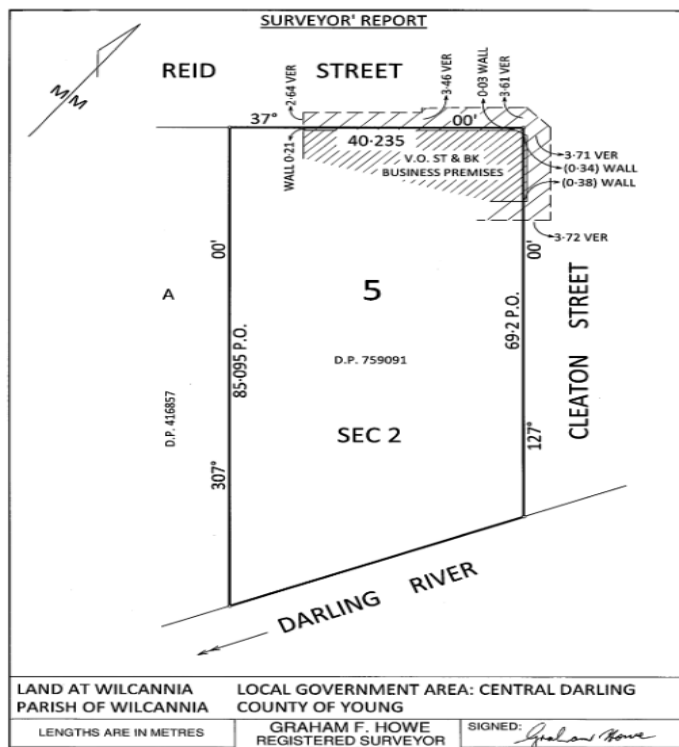 SURVEYOR' REPORT
MM
REID STREET
2·64 VER
3·46 VER
0·03 WALL
3·61 VER
37° 00'
40·235
WALL 0·21
V.O. ST & BK
BUSINESS PREMISES
3·71 VER
(0·34) WALL
(0·38) WALL
3·72 VER
00'
00'
A
5
85·095 P.O.
69·2 P.O.
CLEATON STREET
D.P. 759091
D.P. 416857
SEC 2
307°
127°
DARLING RIVER
LAND AT WILCANNIA LOCAL GOVERNMENT AREA: CENTRAL DARLING
PARISH OF WILCANNIA COUNTY OF YOUNG
LENGTHS ARE IN METRES
GRAHAM F. HOWE
REGISTERED SURVEYOR
SIGNED: Graham Howe